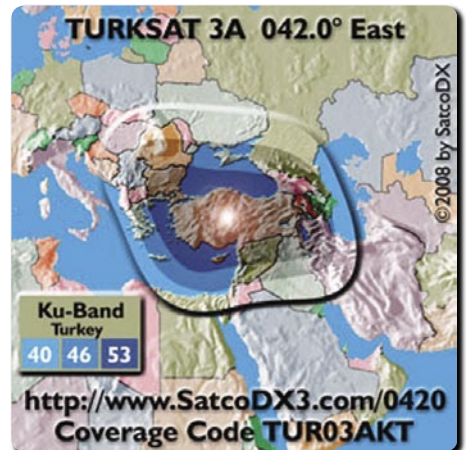 TURKSAT 3A 042.0° East
©2008 by SatcoDX
Ku-Band
Turkey
40 46 53
http://www.SatcoDX3.com/0420
Coverage Code TUR03AKT